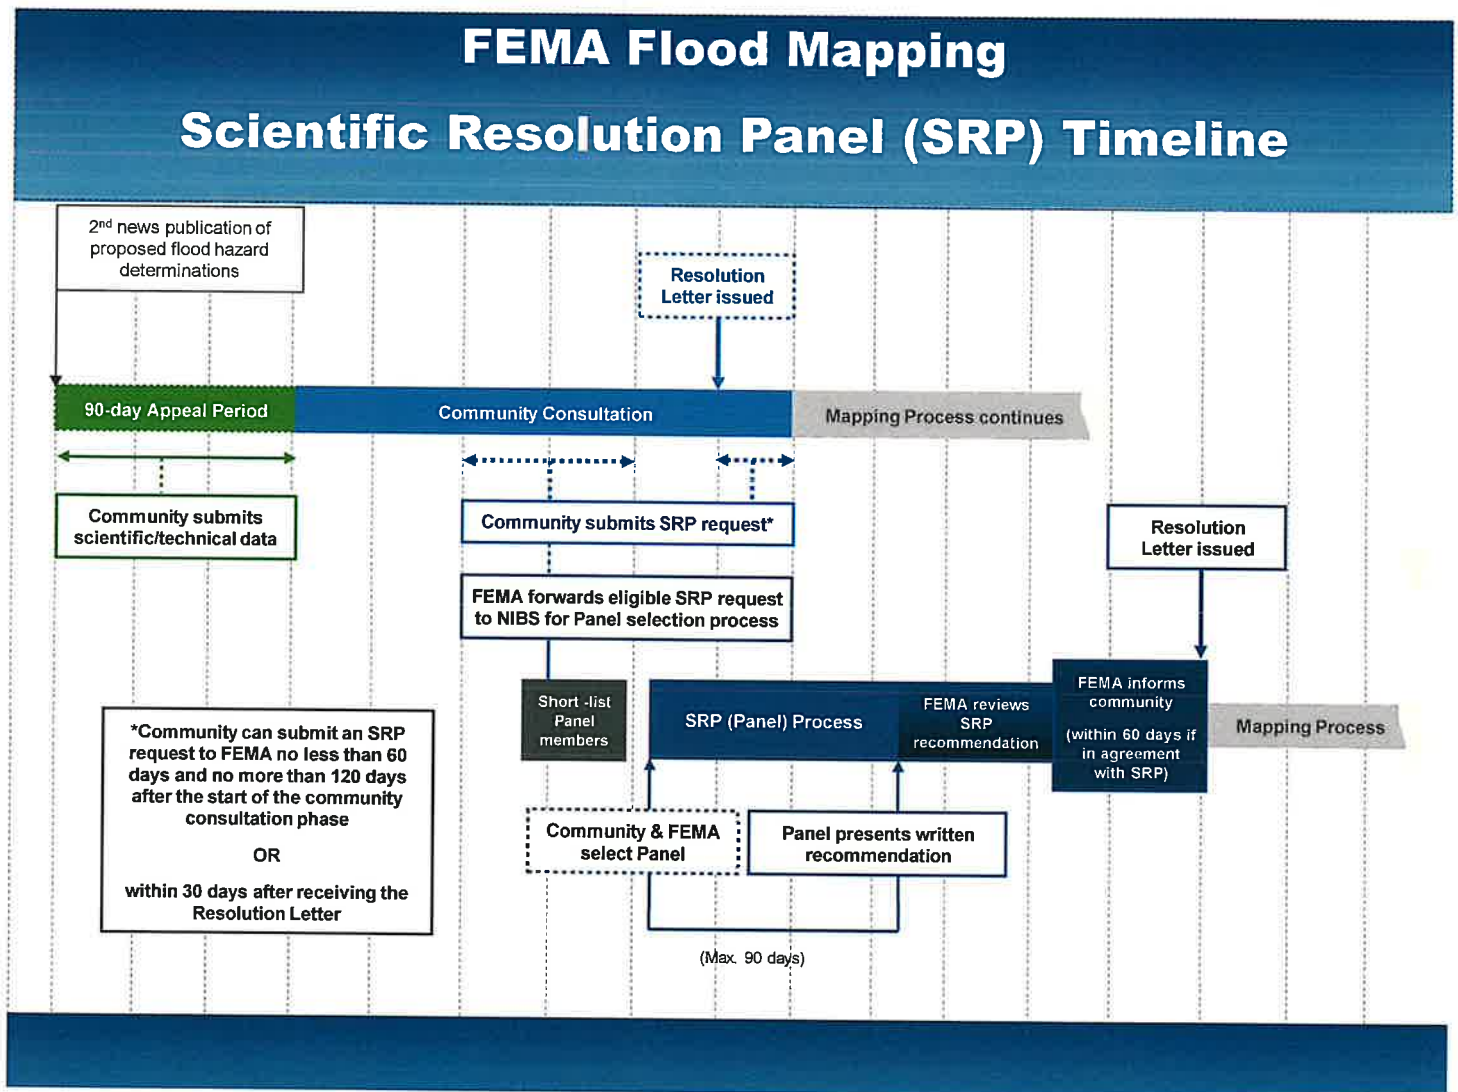 FEMA Flood Mapping
Scientific Resolution Panel (SRP) Timeline
2nd news publication of
proposed flood hazard
determinations
Resolution
Letter issued
90-day Appeal Period
Community Consultation
Mapping Process continues
Community submits
scientific/technical data
Community submits SRP request*
Resolution
Letter issued
FEMA forwards eligible SRP request
to NIBS for Panel selection process
Short -list
Panel
members
SRP (Panel) Process
FEMA reviews
SRP
recommendation
FEMA informs
community
(within 60 days if
in agreement
with SRP)
Mapping Process
*Community can submit an SRP
request to FEMA no less than 60
days and no more than 120 days
after the start of the community
consultation phase
OR
within 30 days after receiving the
Resolution Letter
Community & FEMA
select Panel
Panel presents written
recommendation
(Max. 90 days)